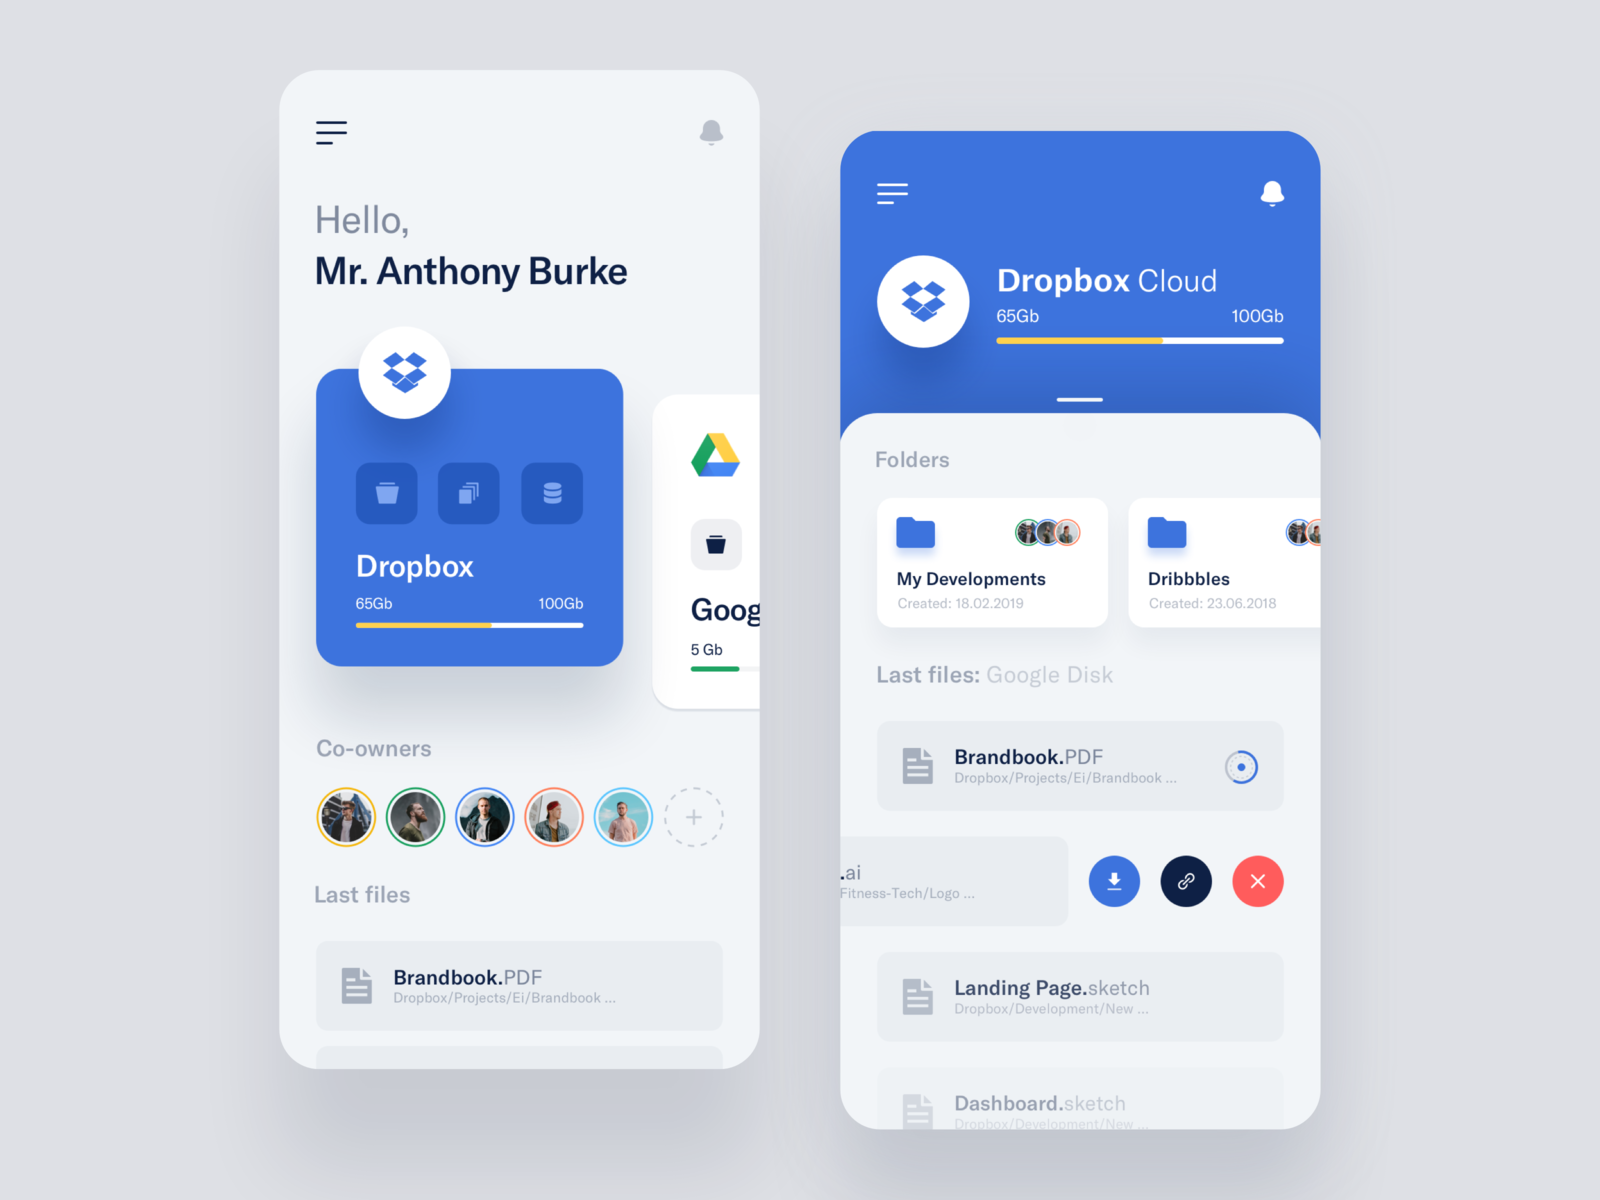 Hello,
Mr. Anthony Burke
Dropbox
65Gb 100Gb
Goog
5 Gb
Co-owners
Last files
Brandbook.PDF
Dropbox/Projects/Ei/Brandbook ...
Dropbox Cloud
65Gb 100Gb
Folders
My Developments
Created: 18.02.2019
Dribbbles
Created: 23.06.2018
Last files: Google Disk
Brandbook.PDF
Dropbox/Projects/Ei/Brandbook ...
.ai
Fitness-Tech/Logo ...
Landing Page.sketch
Dropbox/Development/New ...
Dashboard.sketch
Dropbox/Development/New ...